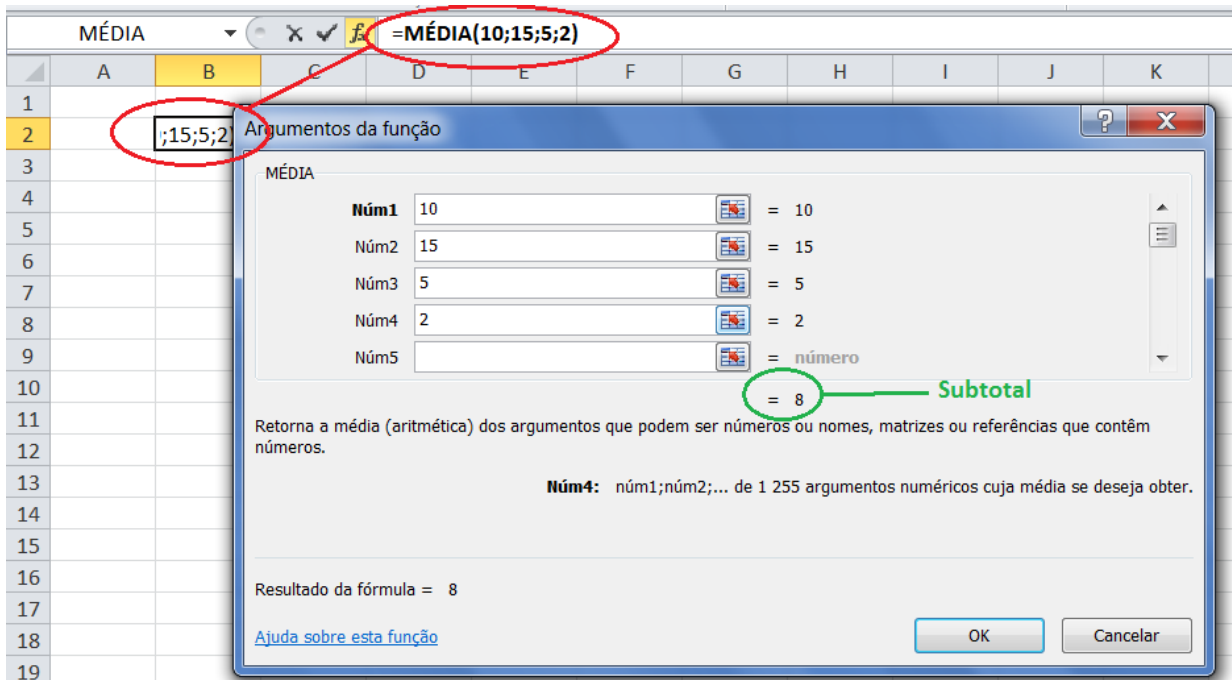 MÉDIA =MÉDIA(10;15;5;2)
A B C D E F G H I J K
1
2 ;15;5;2) Argumentos da função
3 MÉDIA
4 Núm1 10 = 10
5 Núm2 15 = 15
6
7 Núm3 5 = 5
8 Núm4 2 = 2
9 Núm5 = número
10 = 8 Subtotal
11 Retorna a média (aritmética) dos argumentos que podem ser números ou nomes, matrizes ou referências que contêm
12 números.
13 Núm4: núm1;núm2;... de 1 255 argumentos numéricos cuja média se deseja obter.
14
15
16 Resultado da fórmula = 8
17
18 Ajuda sobre esta função OK Cancelar
19